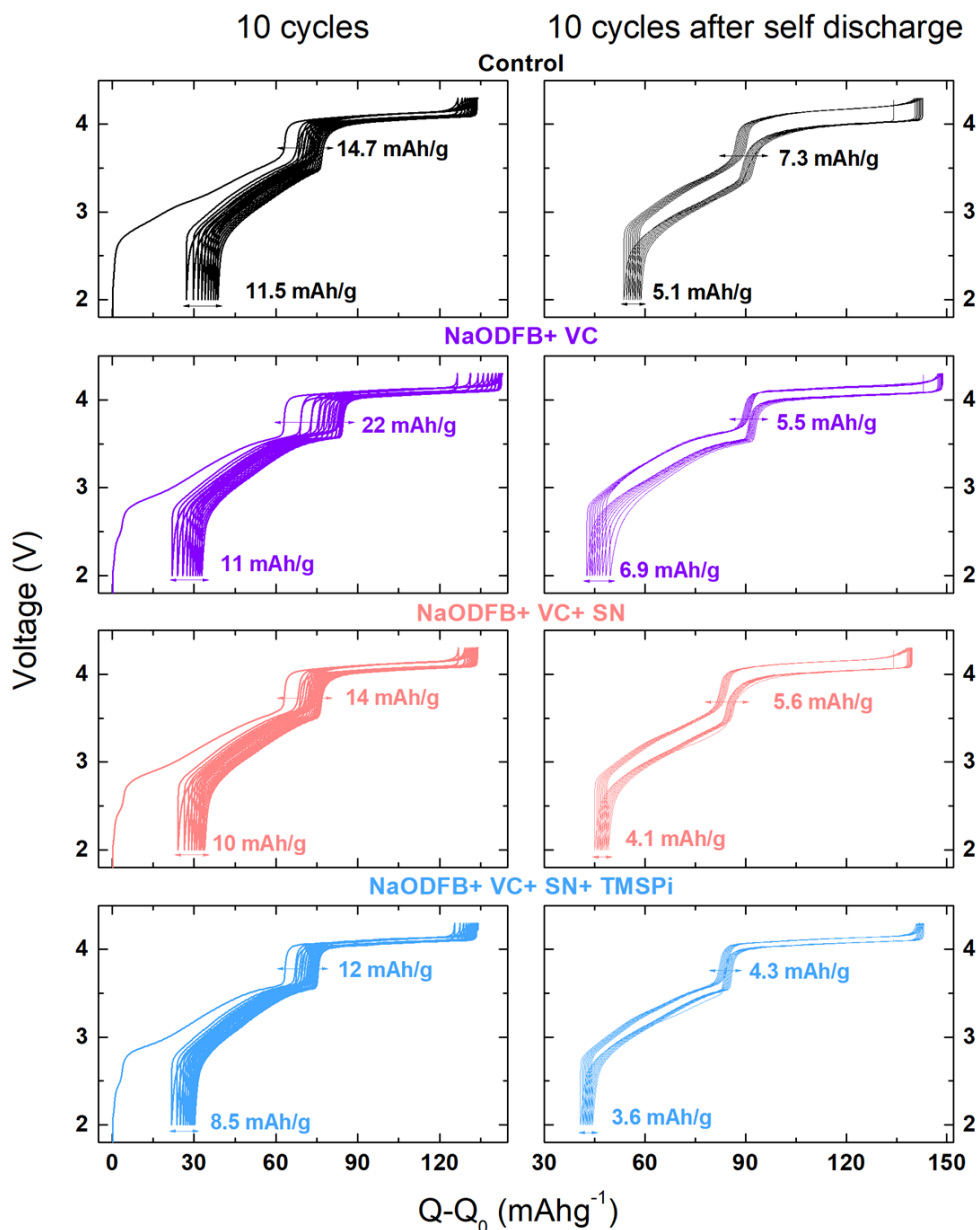 10 cycles
10 cycles after self discharge
Control
4
14.7 mAh/g
3
11.5 mAh/g
2
4
7.3 mAh/g
3
5.1 mAh/g
2
NaODFB+ VC
4
22 mAh/g
3
11 mAh/g
2
4
5.5 mAh/g
3
6.9 mAh/g
2
NaODFB+ VC+ SN
4
14 mAh/g
3
10 mAh/g
2
4
5.6 mAh/g
3
4.1 mAh/g
2
NaODFB+ VC+ SN+ TMSPi
4
12 mAh/g
3
8.5 mAh/g
2
4
4.3 mAh/g
3
3.6 mAh/g
2
0 30 60 90 120
30 60 90 120 150
Voltage (V)
Q-Q₀ (mAhg⁻¹)